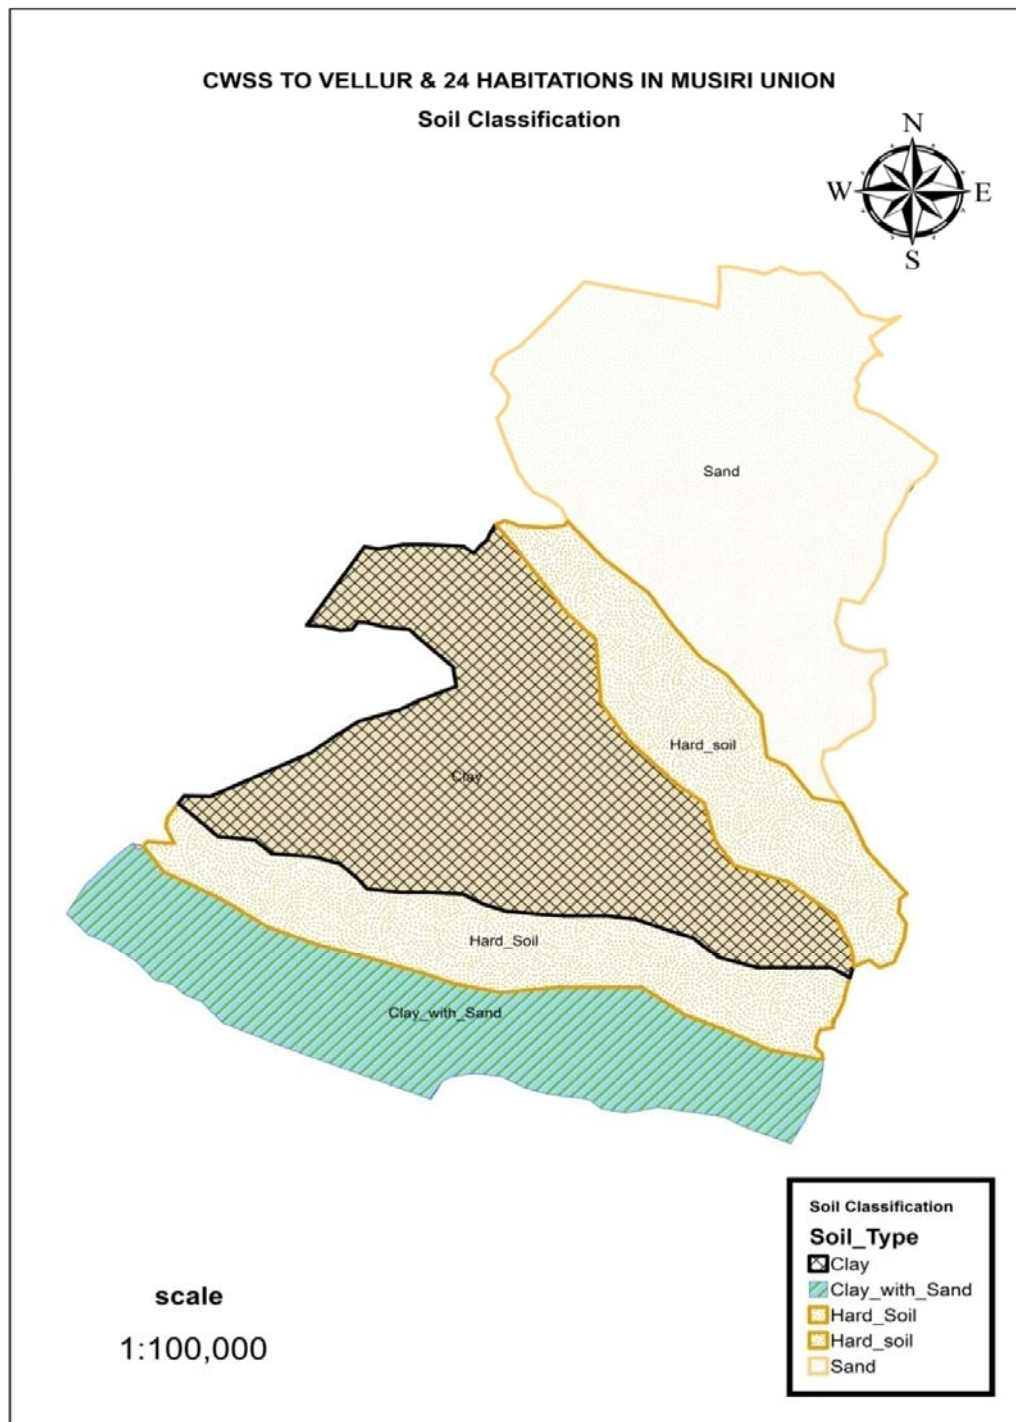 CWSS TO VELLUR & 24 HABITATIONS IN MUSIRI UNION
Soil Classification
N
W E
S
Sand
Hard_soil
Clay
Hard_Soil
Clay_with_Sand
Soil Classification
Soil_Type
Clay
Clay_with_Sand
Hard_Soil
Hard_soil
Sand
scale
1:100,000